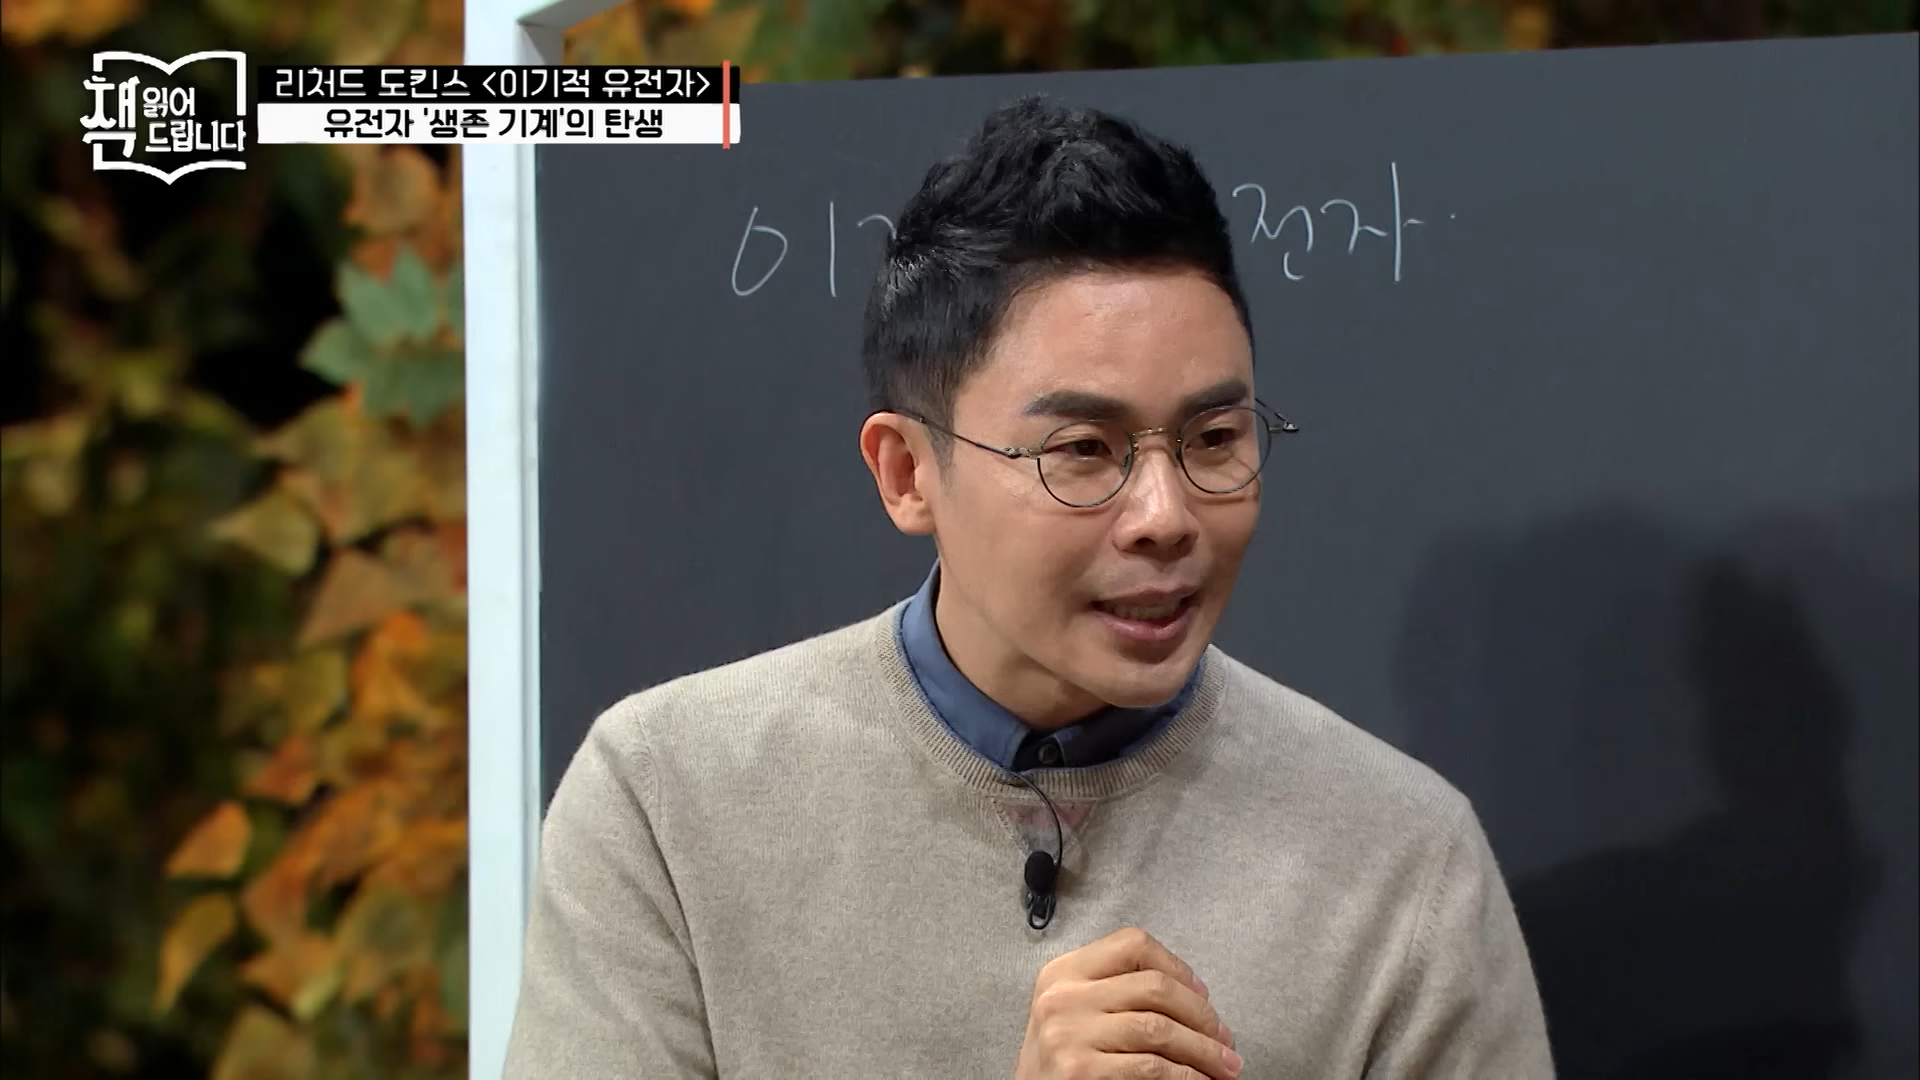 책 읽어
드립니다
리처드 도킨스 <이기적 유전자>
유전자 '생존 기계'의 탄생
이기 전자.